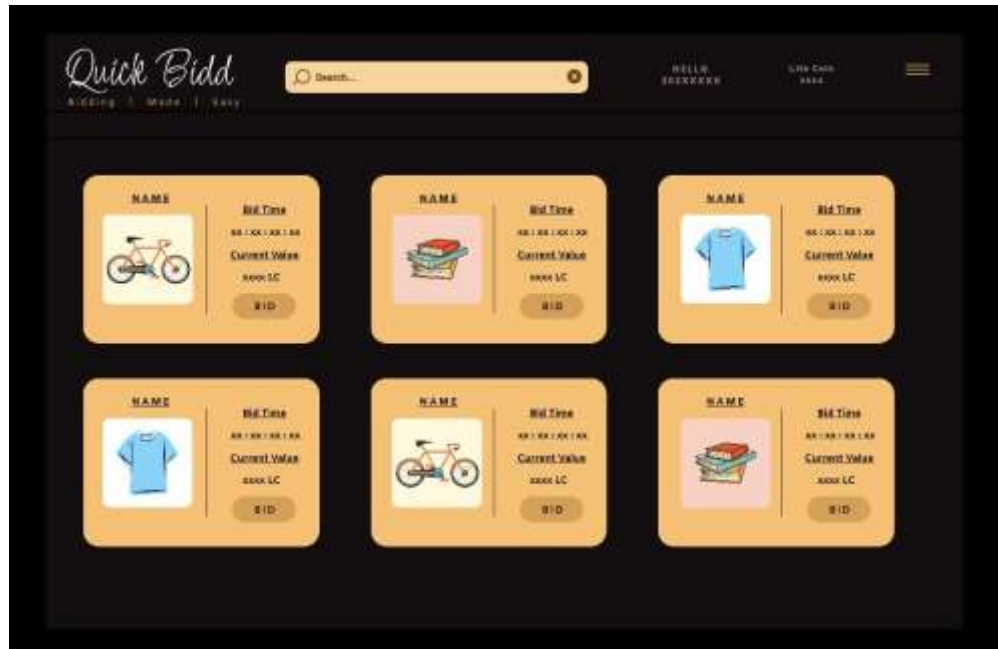 Quick Bidd
Bidding | Made | Easy
Search...
HELLO
XXXXXXXX
Lite Coin
xxxx
NAME
Bid Time
xx : xx : xx : xx
Current Value
xxxx LC
BID
NAME
Bid Time
xx : xx : xx : xx
Current Value
xxxx LC
BID
NAME
Bid Time
xx : xx : xx : xx
Current Value
xxxx LC
BID
NAME
Bid Time
xx : xx : xx : xx
Current Value
xxxx LC
BID
NAME
Bid Time
xx : xx : xx : xx
Current Value
xxxx LC
BID
NAME
Bid Time
xx : xx : xx : xx
Current Value
xxxx LC
BID